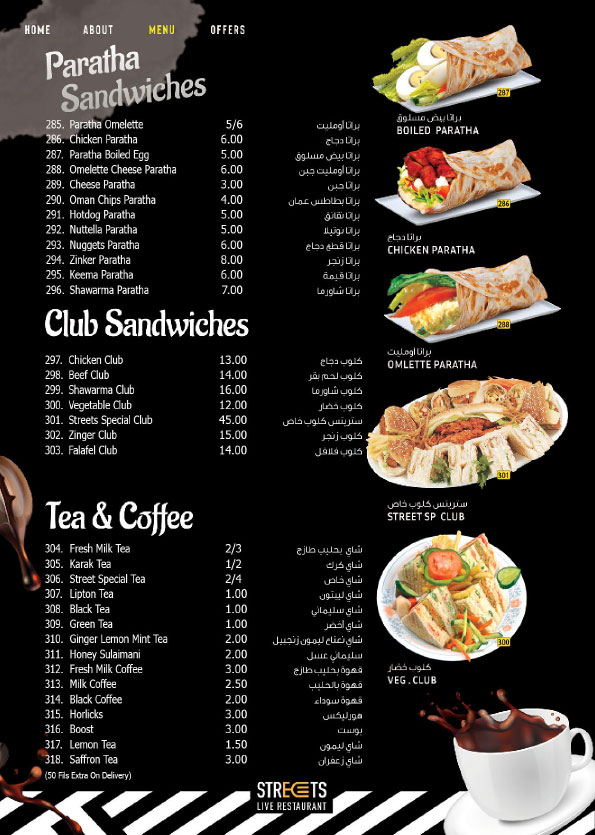 HOME ABOUT MENU OFFERS
Paratha
Sandwiches
285. Paratha Omelette 5/6 براتا أومليت
286. Chicken Paratha 6.00 براتا دجاج
287. Paratha Boiled Egg 5.00 براتا بيض مسلوق
288. Omelette Cheese Paratha 6.00 براتا أومليت جبن
289. Cheese Paratha 3.00 براتا جبن
290. Oman Chips Paratha 4.00 براتا بطاطس عمان
291. Hotdog Paratha 5.00 براتا نقانق
292. Nuttella Paratha 5.00 براتا نوتيلا
293. Nuggets Paratha 6.00 براتا قطع دجاج
294. Zinker Paratha 8.00 براتا زنجر
295. Keema Paratha 6.00 براتا قيمة
296. Shawarma Paratha 7.00 براتا شاورما
287
براتا بيض مسلوق
BOILED PARATHA
286
براتا دجاج
CHICKEN PARATHA
288
براتا اومليت
OMLETTE PARATHA
Club Sandwiches
297. Chicken Club 13.00 كلوب دجاج
298. Beef Club 14.00 كلوب لحم بقر
299. Shawarma Club 16.00 كلوب شاورما
300. Vegetable Club 12.00 كلوب خضار
301. Streets Special Club 45.00 ستريتس كلوب خاص
302. Zinger Club 15.00 كلوب زنجر
303. Falafel Club 14.00 كلوب فلافل
301
ستريتس كلوب خاص
STREET SP CLUB
Tea & Coffee
304. Fresh Milk Tea 2/3 شاي بحليب طازج
305. Karak Tea 1/2 شاي كرك
306. Street Special Tea 2/4 شاي خاص
307. Lipton Tea 1.00 شاي ليبتون
308. Black Tea 1.00 شاي سليماني
309. Green Tea 1.00 شاي أخضر
310. Ginger Lemon Mint Tea 2.00 شاي نعناع ليمون زنجبيل
311. Honey Sulaimani 2.00 سليماني عسل
312. Fresh Milk Coffee 3.00 قهوة بحليب طازج
313. Milk Coffee 2.50 قهوة بالحليب
314. Black Coffee 2.00 قهوة سوداء
315. Horlicks 3.00 هورليكس
316. Boost 3.00 بوست
317. Lemon Tea 1.50 شاي ليمون
318. Saffron Tea 3.00 شاي زعفران
(50 Fils Extra On Delivery)
300
كلوب خضار
VEG . CLUB
STREETS
LIVE RESTAURANT